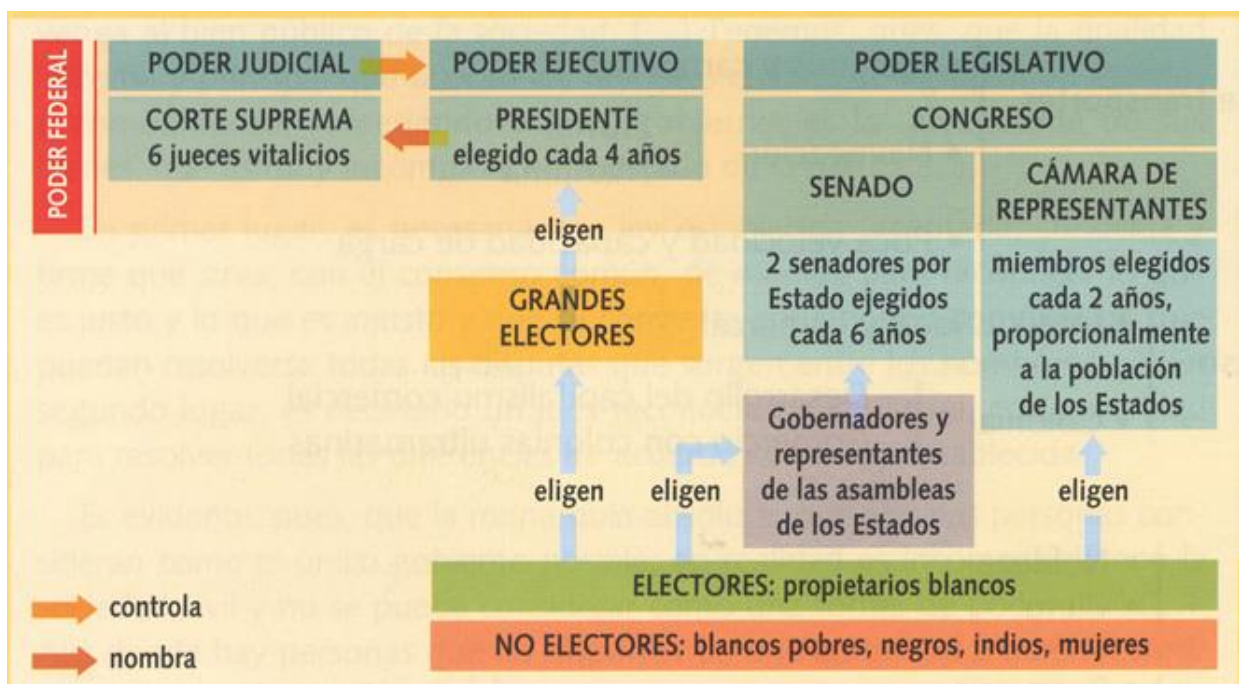 PODER FEDERAL
PODER JUDICIAL
PODER EJECUTIVO
PODER LEGISLATIVO
CORTE SUPREMA
6 jueces vitalicios
PRESIDENTE
elegido cada 4 años
CONGRESO
SENADO
CÁMARA DE
REPRESENTANTES
eligen
GRANDES
ELECTORES
2 senadores por
Estado ejegidos
cada 6 años
miembros elegidos
cada 2 años,
proporcionalmente
a la población
de los Estados
Gobernadores y
representantes
de las asambleas
de los Estados
eligen
eligen
eligen
ELECTORES: propietarios blancos
NO ELECTORES: blancos pobres, negros, indios, mujeres
controla
nombra